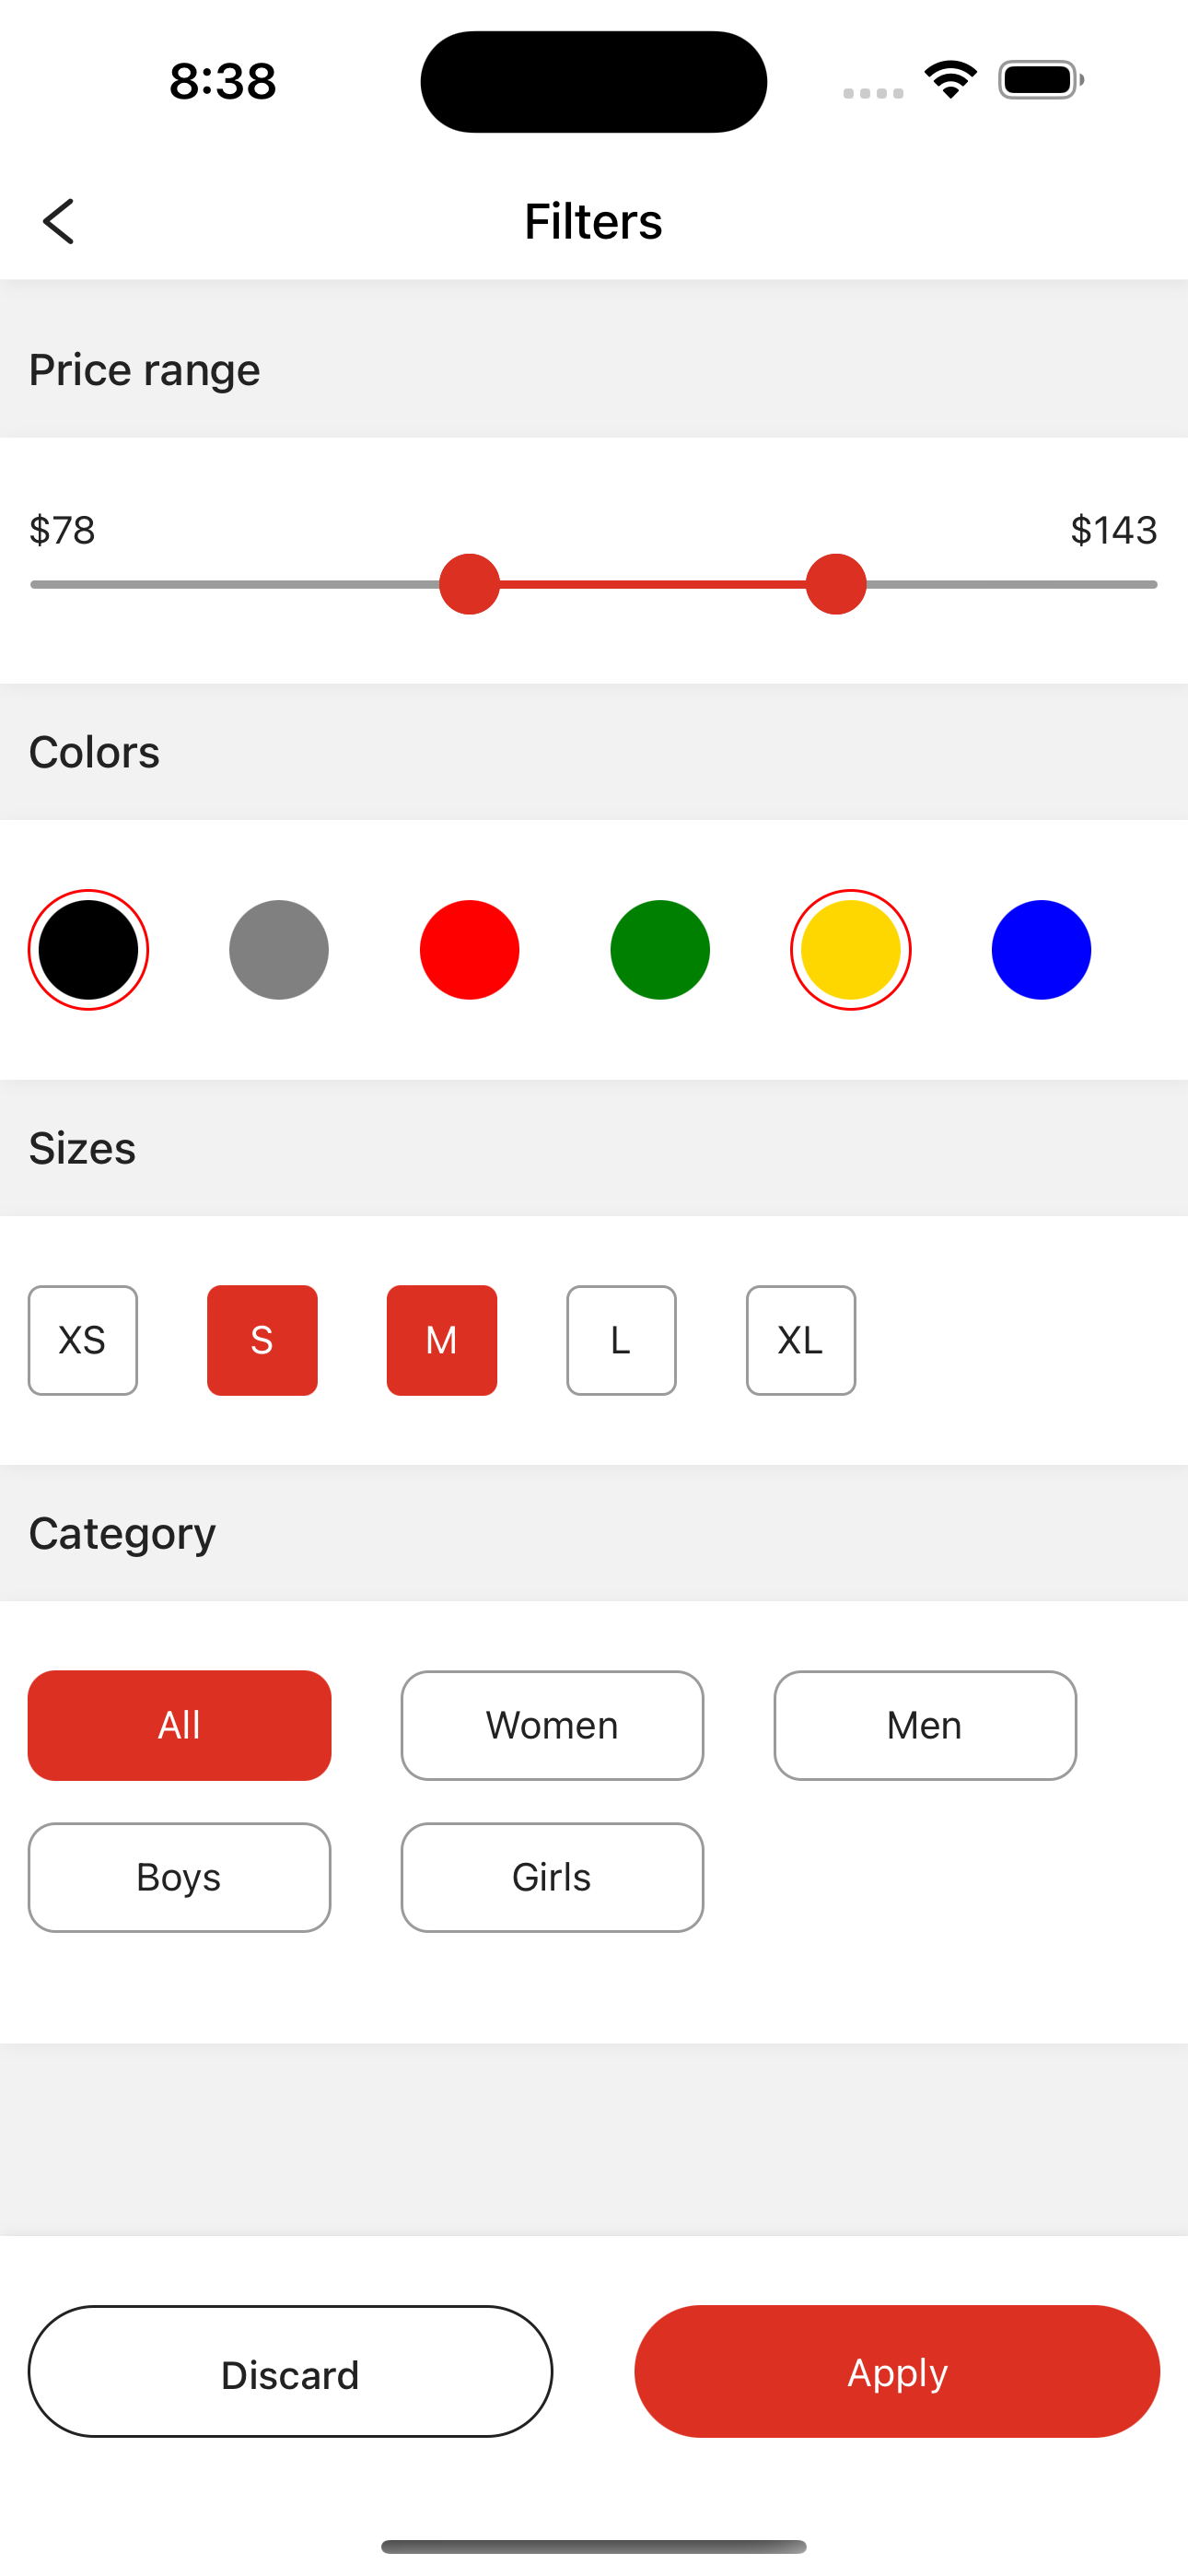 8:38
Filters
Price range
$78 $143
Colors
Sizes
XS S M L XL
Category
All Women Men
Boys Girls
Discard Apply